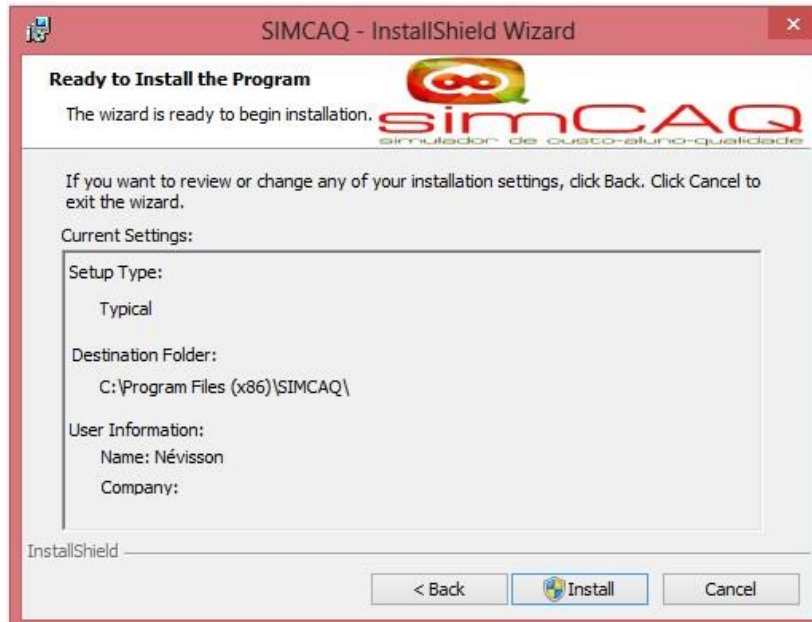 SIMCAQ - InstallShield Wizard
Ready to Install the Program
The wizard is ready to begin installation.
simCAQ
simulador de custo-aluno-qualidade
If you want to review or change any of your installation settings, click Back. Click Cancel to
exit the wizard.
Current Settings:
Setup Type:
Typical
Destination Folder:
C:\Program Files (x86)\SIMCAQ\
User Information:
Name: Névisson
Company:
InstallShield
< Back
Install
Cancel